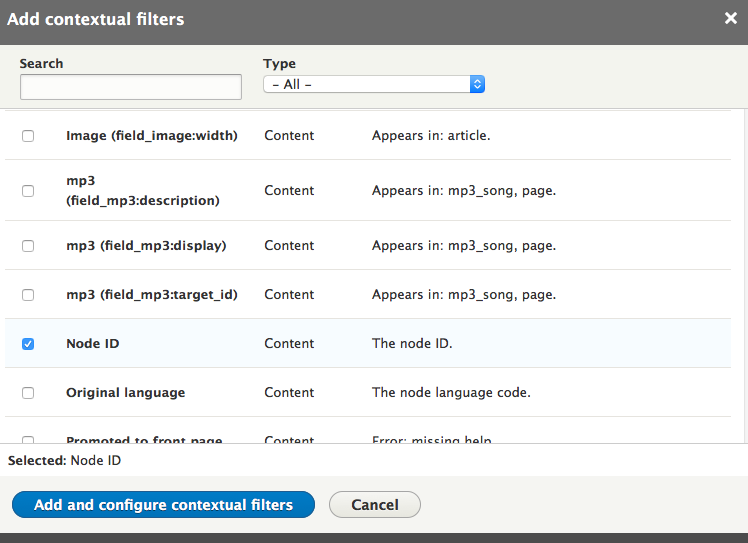 Add contextual filters
Search Type
– All –
Image (field_image:width) Content Appears in: article.
mp3
(field_mp3:description) Content Appears in: mp3_song, page.
mp3 (field_mp3:display) Content Appears in: mp3_song, page.
mp3 (field_mp3:target_id) Content Appears in: mp3_song, page.
Node ID Content The node ID.
Original language Content The node language code.
Promoted to front page Content Error: missing help
Selected: Node ID
Add and configure contextual filters Cancel